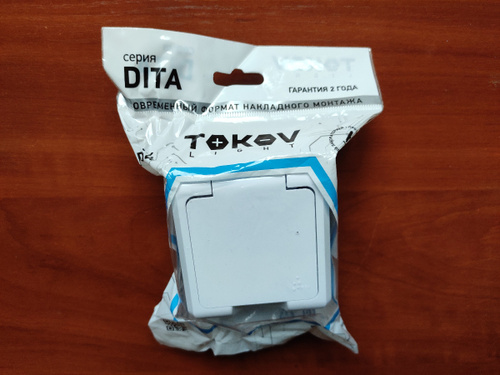 серия
DITA
ГАРАНТИЯ 2 ГОДА
ОВРЕМЕННЫЙ ФОРМАТ НАКЛАДНОГО МОНТАЖА
TOKOV
LIGHT